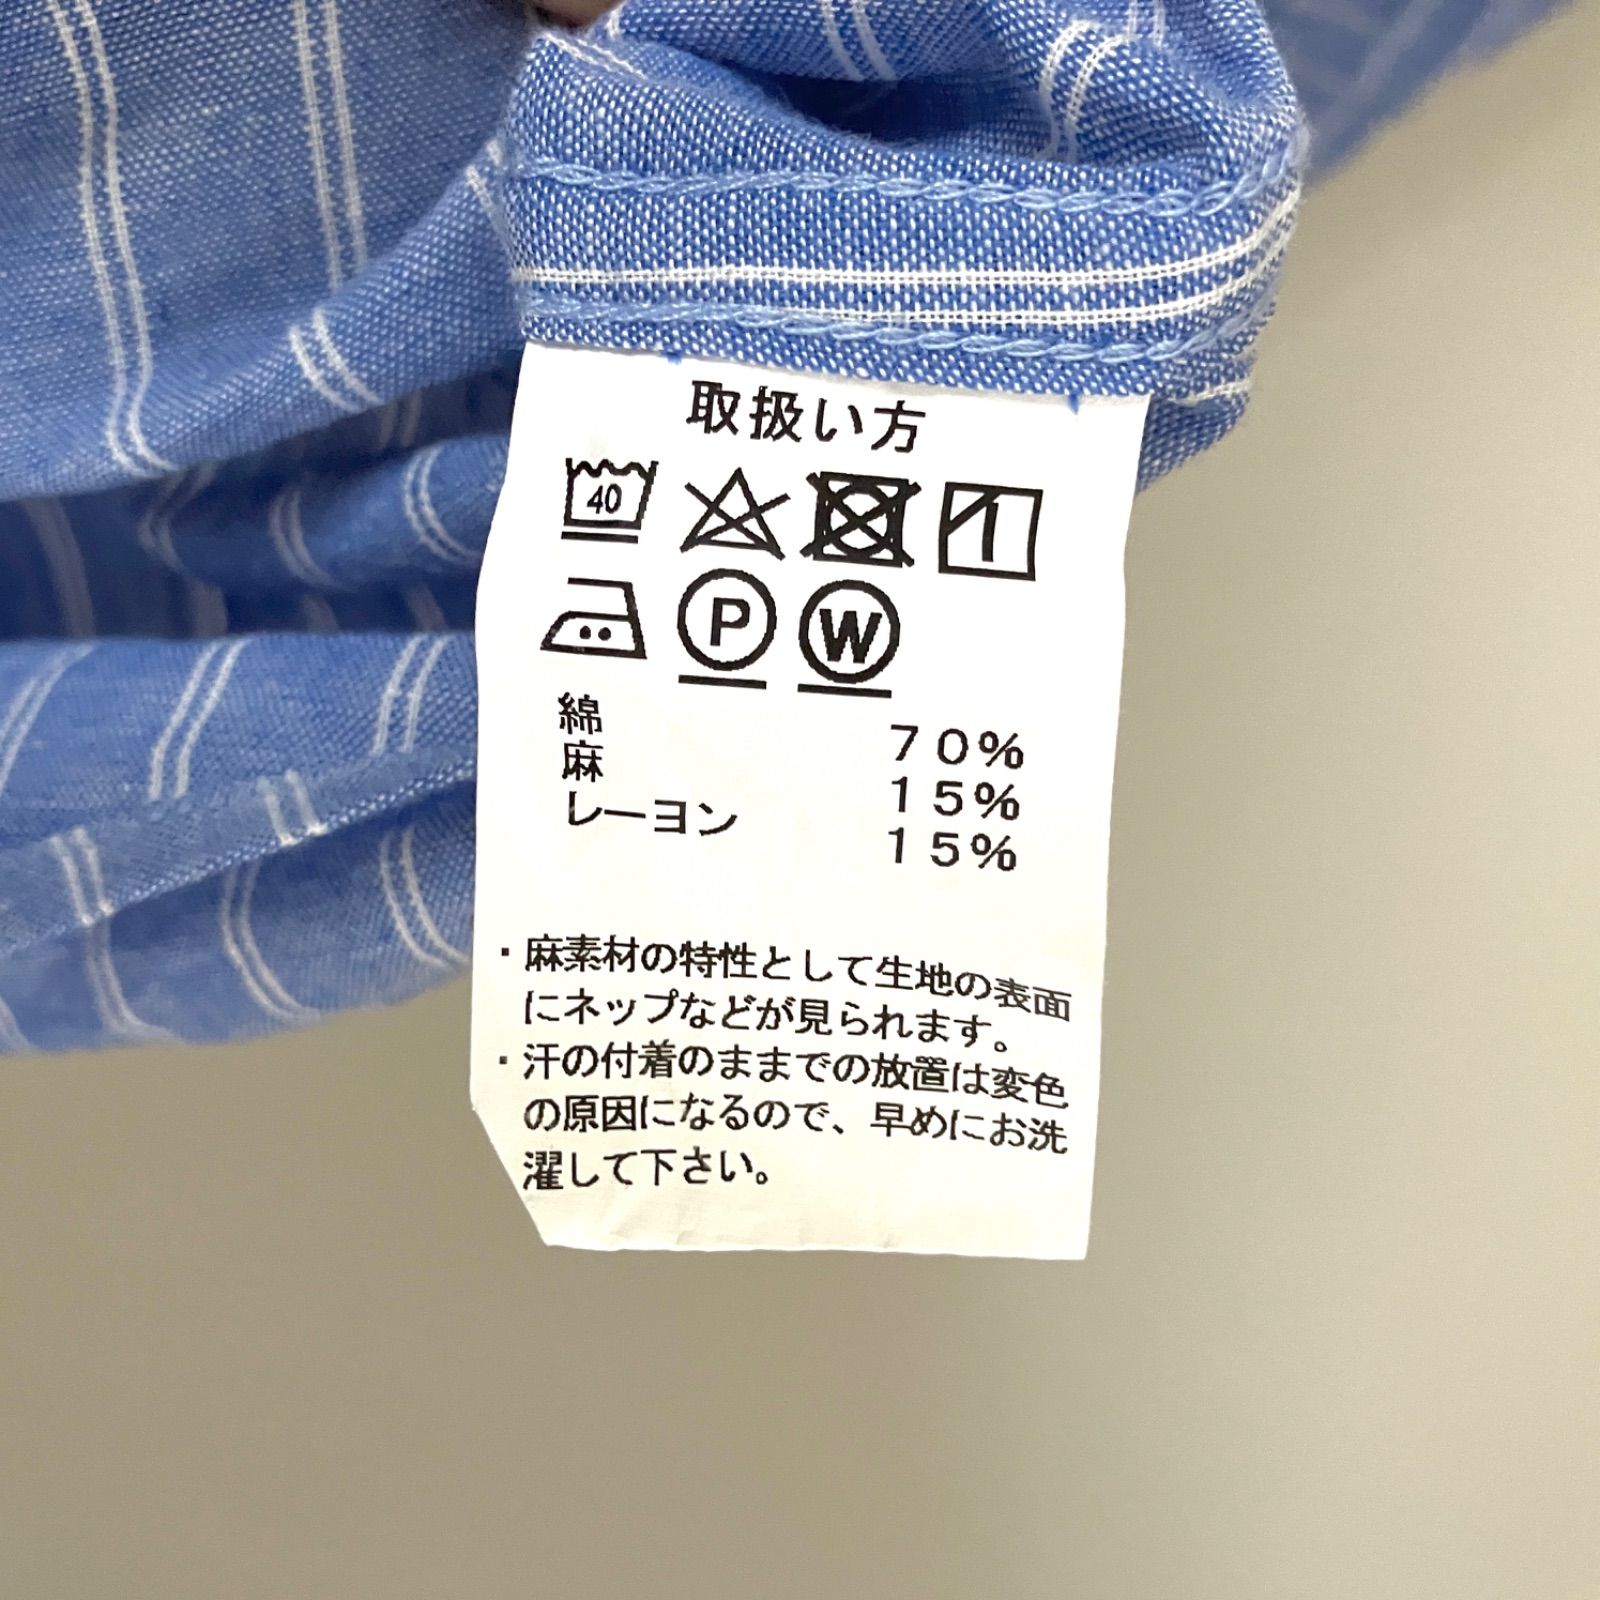 取扱い方
40
P W
綿 70%
麻 15%
レーヨン 15%
・麻素材の特性として生地の表面
にネップなどが見られます。
・汗の付着のままでの放置は変色
の原因になるので、早めにお洗
濯して下さい。